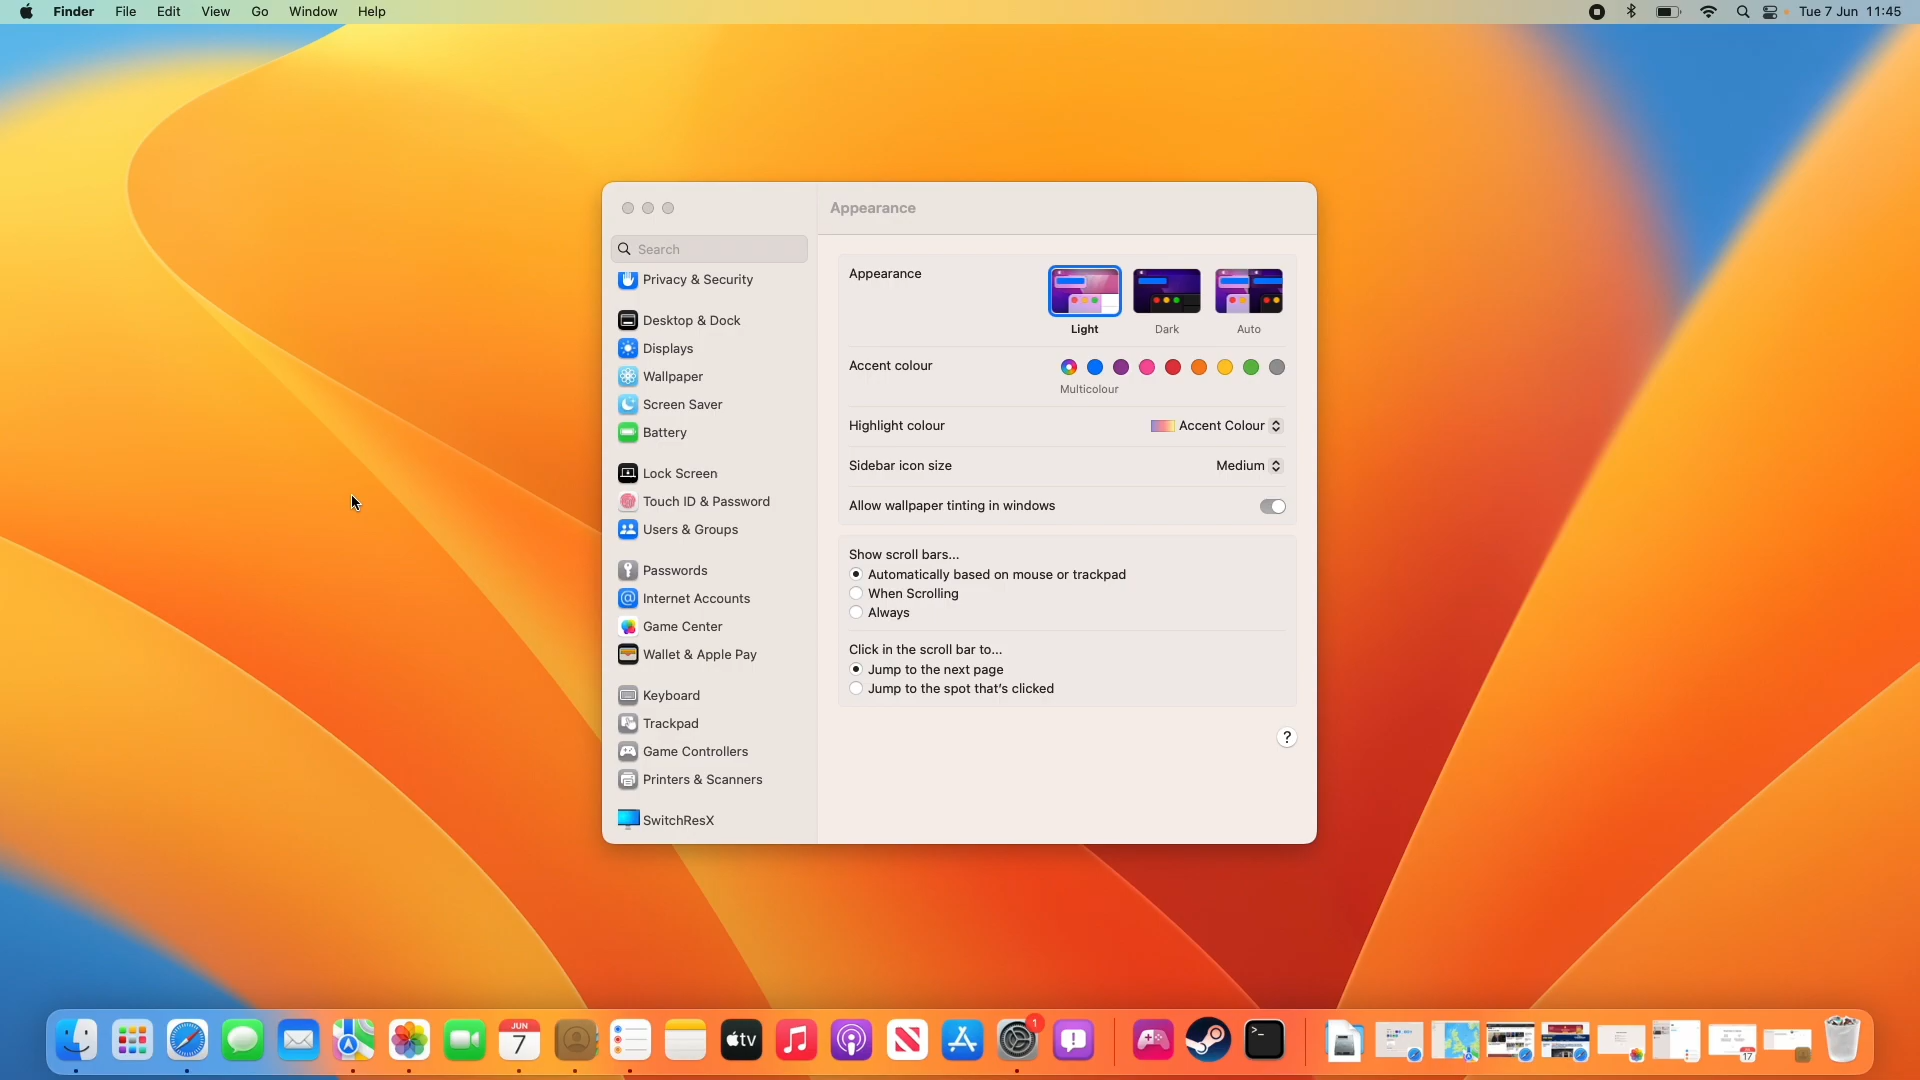 Finder File Edit View Go Window Help Tue 7 Jun 11:45
Appearance
Search
Privacy & Security
Desktop & Dock
Displays
Wallpaper
Screen Saver
Battery
Lock Screen
Touch ID & Password
Users & Groups
Passwords
Internet Accounts
Game Center
Wallet & Apple Pay
Keyboard
Trackpad
Game Controllers
Printers & Scanners
SwitchResX
Appearance
Light Dark Auto
Accent colour
Multicolour
Highlight colour Accent Colour
Sidebar icon size Medium
Allow wallpaper tinting in windows
Show scroll bars...
Automatically based on mouse or trackpad
When Scrolling
Always
Click in the scroll bar to...
Jump to the next page
Jump to the spot that's clicked
?
JUN
7
tv
1
17